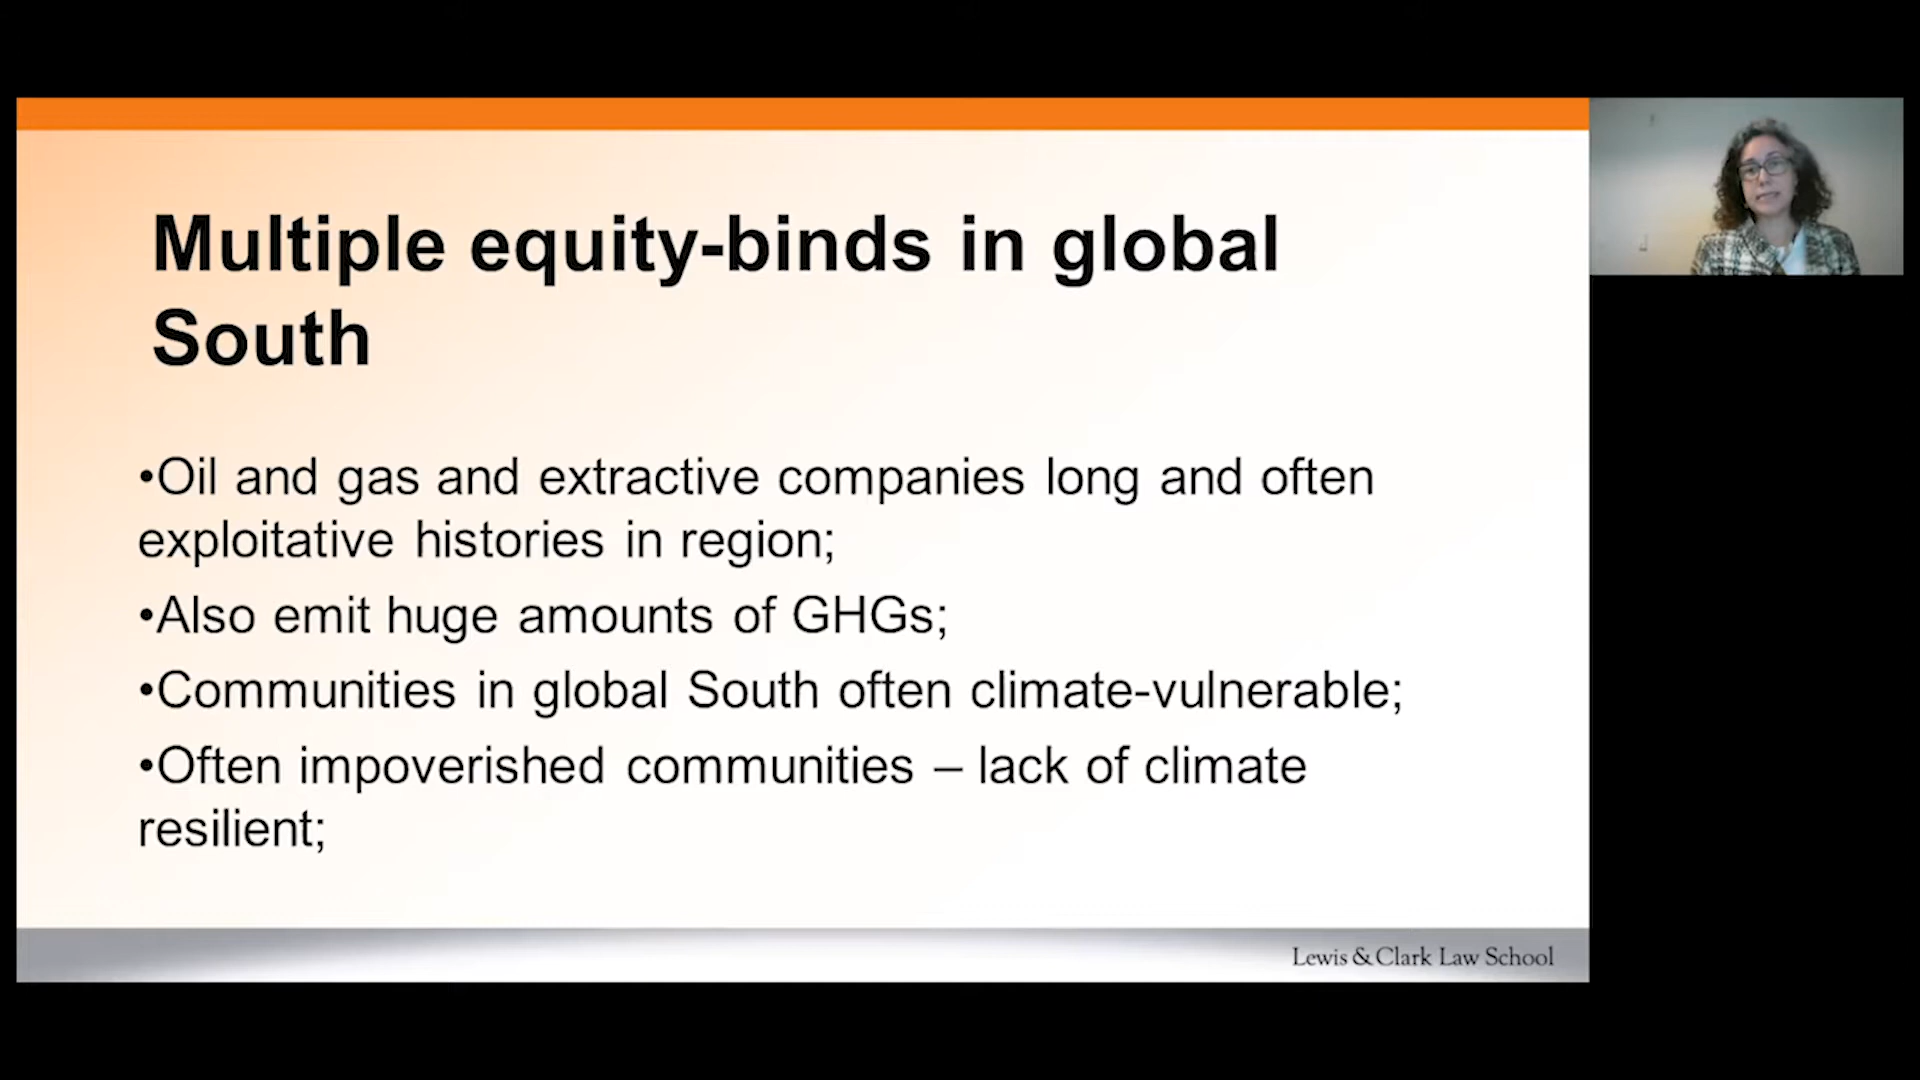 Multiple equity-binds in global
South
•Oil and gas and extractive companies long and often
exploitative histories in region;
•Also emit huge amounts of GHGs;
•Communities in global South often climate-vulnerable;
•Often impoverished communities – lack of climate
resilient;
Lewis & Clark Law School